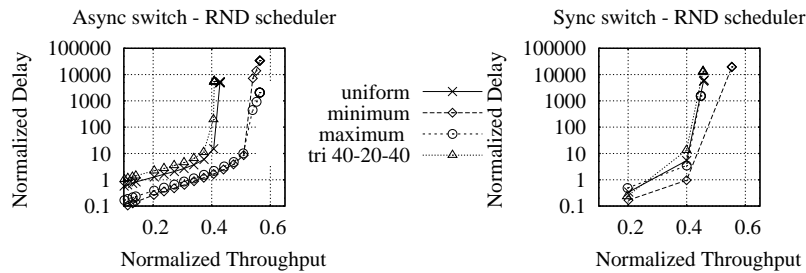 Async switch - RND scheduler
Normalized Delay
100000
10000
1000
100
10
1
0.1
0.2
0.4
0.6
Normalized Throughput
uniform
minimum
maximum
tri 40-20-40
Sync switch - RND scheduler
Normalized Delay
100000
10000
1000
100
10
1
0.1
0.2
0.4
0.6
Normalized Throughput